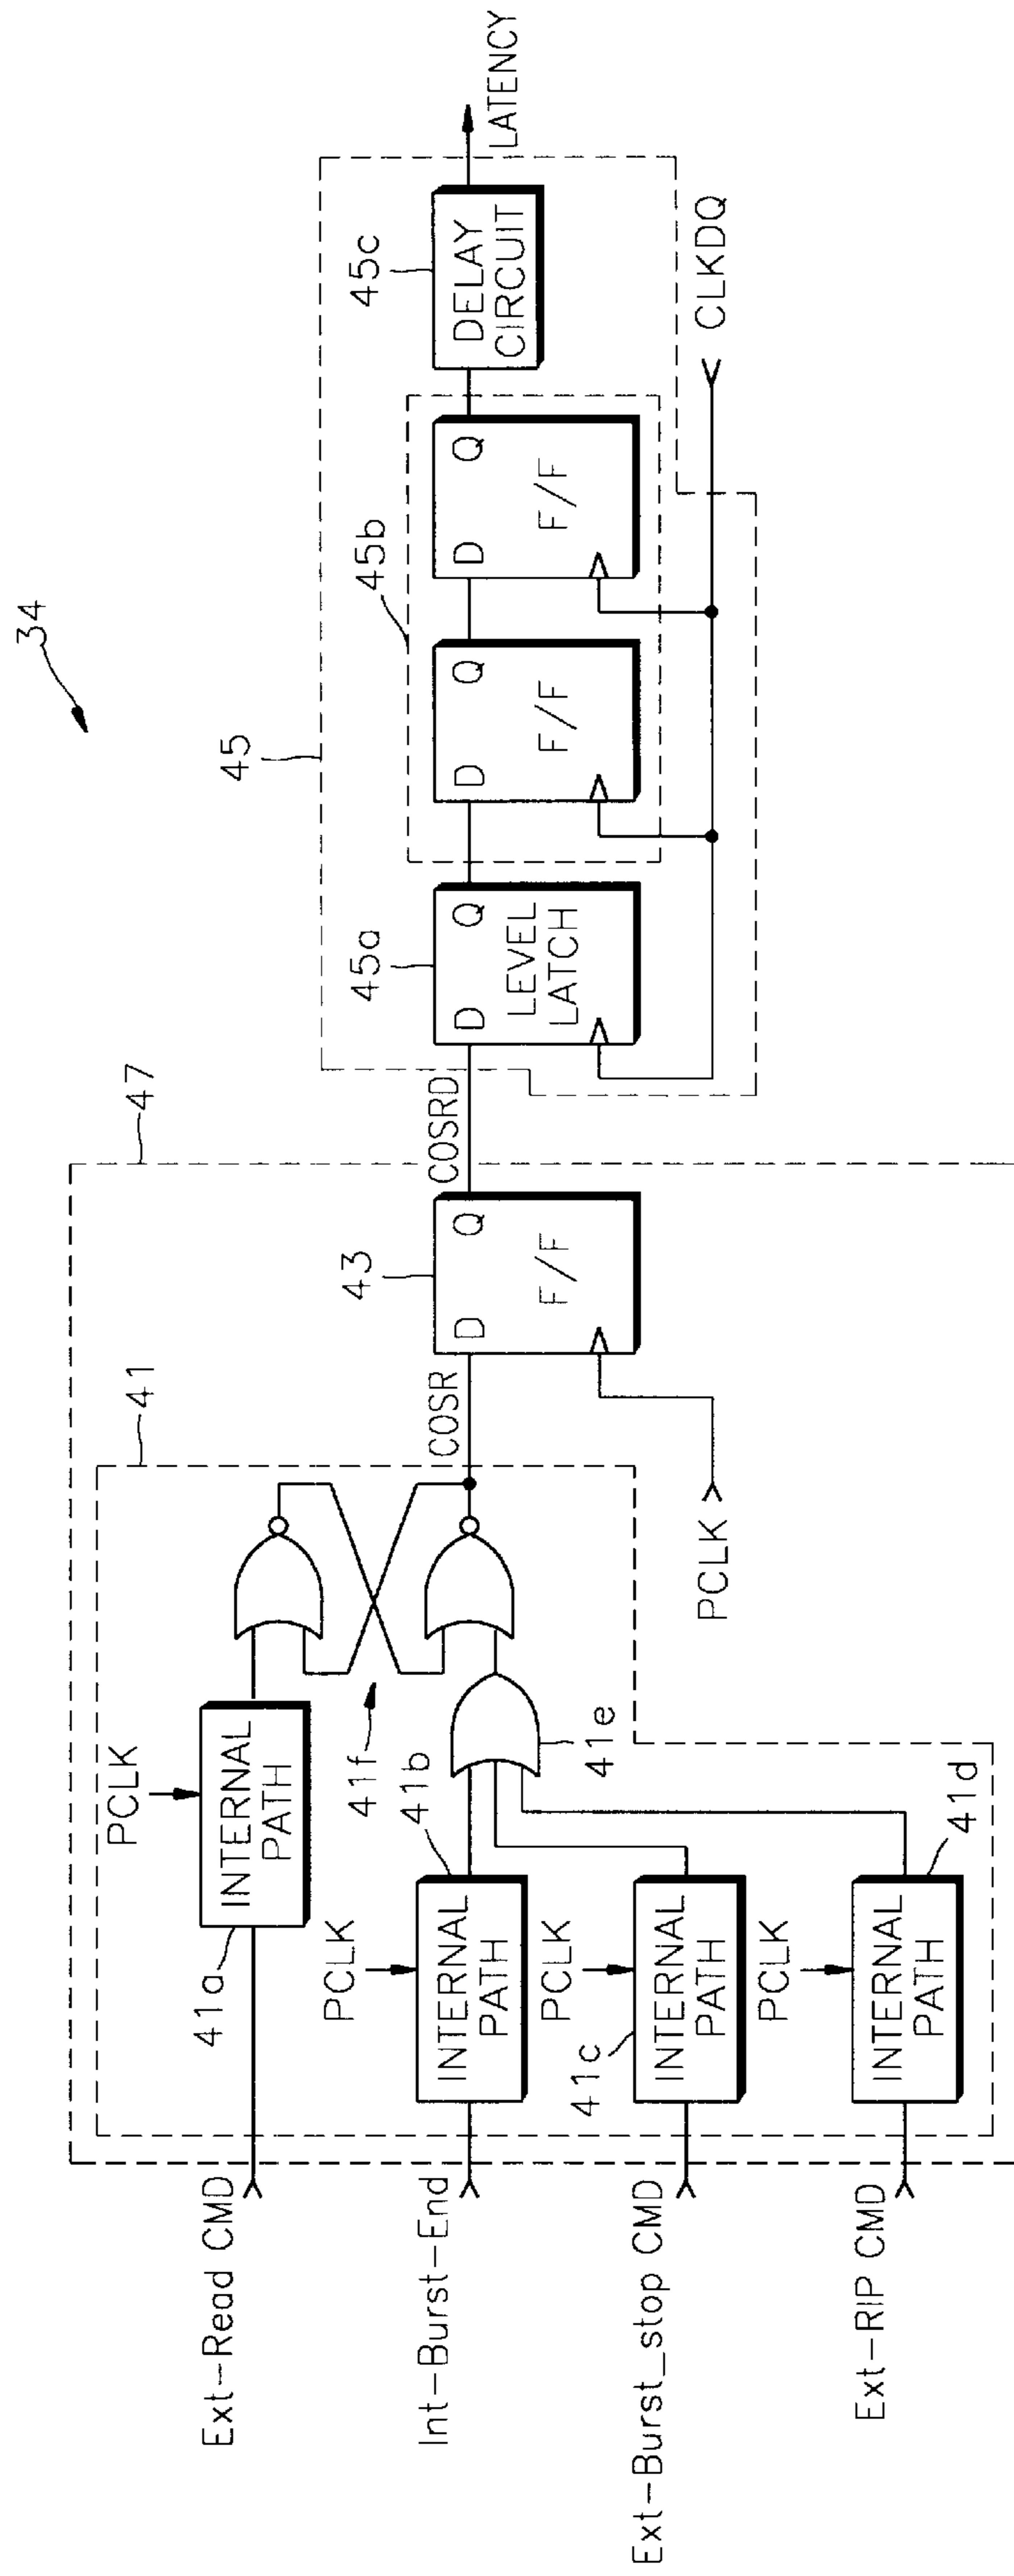 34
47
41
PCLK
INTERNAL
PATH
41a
Ext-Read CMD
41f
PCLK
INTERNAL
PATH
41b
Int-Burst-End
41e
PCLK
INTERNAL
PATH
41c
Ext-Burst_stop CMD
PCLK
INTERNAL
PATH
41d
Ext-RIP CMD
COSR
43
D
Q
F/F
PCLK
COSRD
45
45a
D
Q
LEVEL
LATCH
45b
D
Q
F/F
D
Q
F/F
45c
DELAY
CIRCUIT
LATENCY
CLKDQ